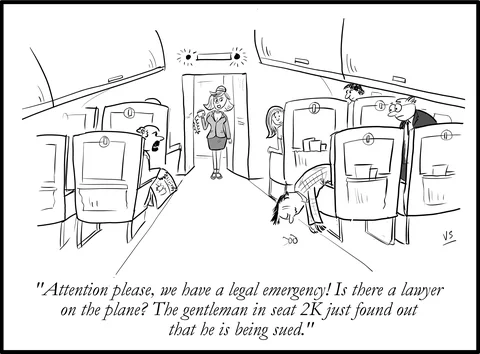 VS
"Attention please, we have a legal emergency! Is there a lawyer
on the plane? The gentleman in seat 2K just found out
that he is being sued."